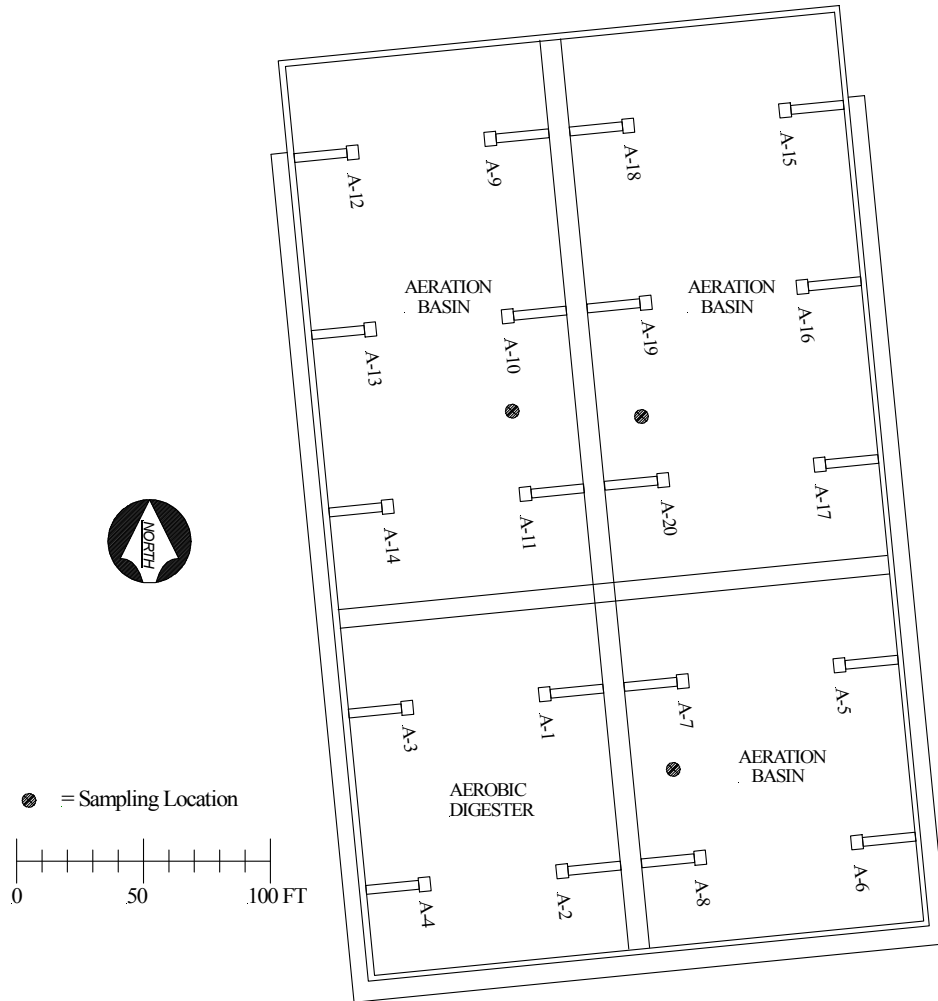 A-12
A-9
A-18
A-15
AERATION
BASIN
AERATION
BASIN
A-13
A-10
A-19
A-16
A-14
A-11
A-20
A-17
NORTH
A-3
A-1
A-7
A-5
AERATION
BASIN
AEROBIC
DIGESTER
= Sampling Location
0 50 100 FT
A-4
A-2
A-8
A-6